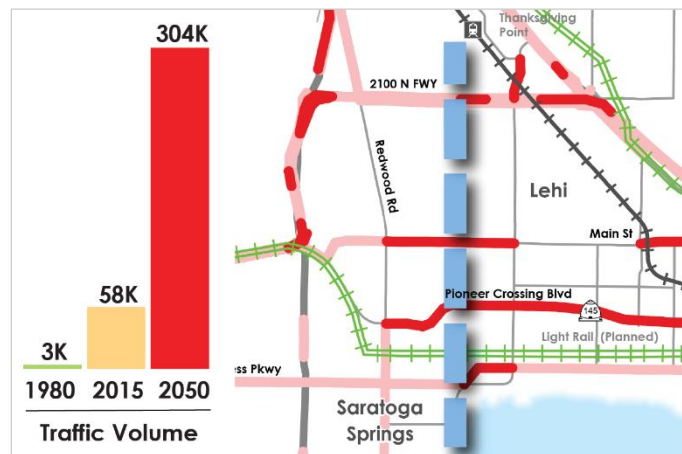 304K
58K
3K
1980
2015
2050
Traffic Volume
Thanksgiving
Point
2100 N FWY
Redwood Rd
Lehi
Main St
Pioneer Crossing Blvd
145
Light Rail (Planned)
ess Pkwy
Saratoga
Springs